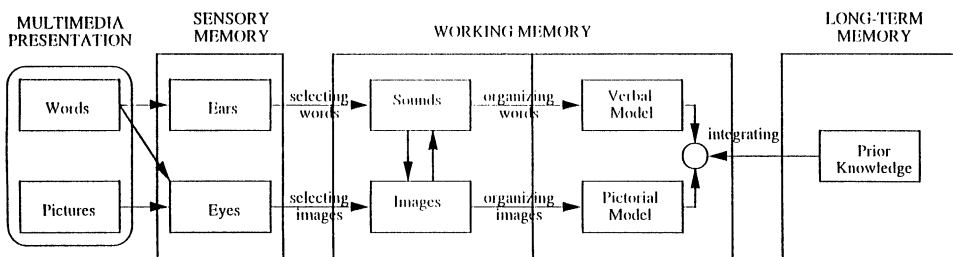 MULTIMEDIA
PRESENTATION
SENSORY
MEMORY
WORKING MEMORY
LONG-TERM
MEMORY
Words
Ears
selecting
words
Sounds
organizing
words
Verbal
Model
integrating
Prior
Knowledge
Pictures
Eyes
selecting
images
Images
organizing
images
Pictorial
Model